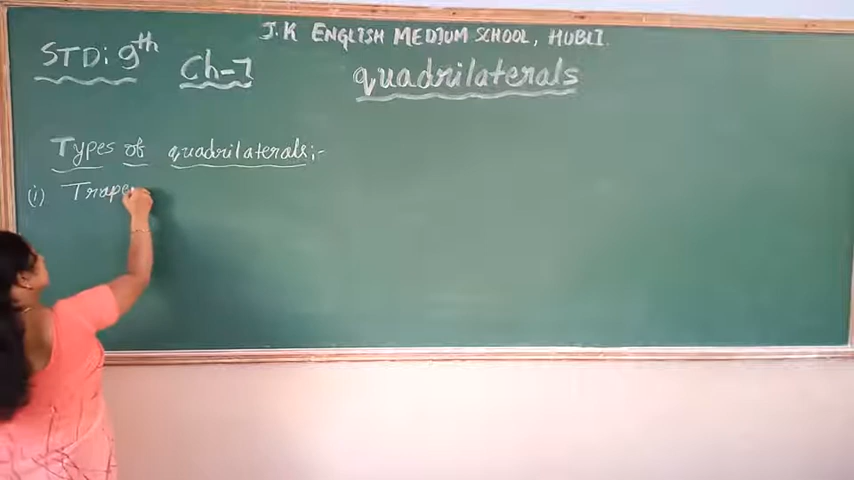 J.K ENGLISH MEDIUM SCHOOL, HUBLI.
STD: 9th Ch-7 quadrilaterals
Types of quadrilaterals:-
(i) Trape